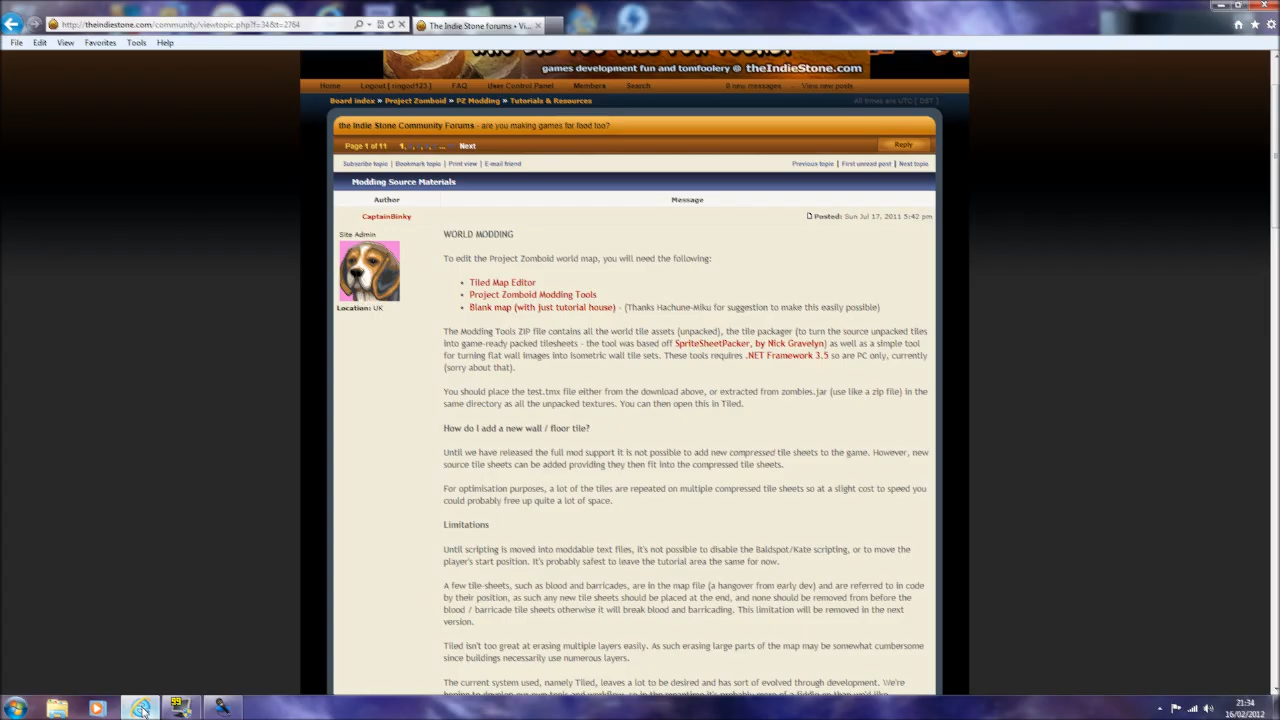 http://theindiestone.com/community/viewtopic.php?f=34&t=2764
The Indie Stone forums • Vi...
File Edit View Favorites Tools Help
games development fun and tomfoolery @ theIndieStone.com
Home Logout [ ringod123 ] FAQ User Control Panel Members Search 8 new messages - View new posts
Board index » Project Zomboid » PZ Modding » Tutorials & Resources All times are UTC [ DST ]
the Indie Stone Community Forums - are you making games for food too?
Page 1 of 11 1, ... Next Reply
Subscribe topic | Bookmark topic | Print view | E-mail friend Previous topic | First unread post | Next topic
Modding Source Materials
Author Message
CaptainBinky Posted: Sun Jul 17, 2011 5:42 pm
Site Admin
Location: UK
WORLD MODDING
To edit the Project Zomboid world map, you will need the following:
• Tiled Map Editor
• Project Zomboid Modding Tools
• Blank map (with just tutorial house) - (Thanks Hachune-Miku for suggestion to make this easily possible)
The Modding Tools ZIP file contains all the world tile assets (unpacked), the tile packager (to turn the source unpacked tiles
into game-ready packed tilesheets - the tool was based off SpriteSheetPacker, by Nick Gravelyn) as well as a simple tool
for turning flat wall images into isometric wall tile sets. These tools requires .NET Framework 3.5 so are PC only, currently
(sorry about that).
You should place the test.tmx file either from the download above, or extracted from zombies.jar (use like a zip file) in the
same directory as all the unpacked textures. You can then open this in Tiled.
How do I add a new wall / floor tile?
Until we have released the full mod support it is not possible to add new compressed tile sheets to the game. However, new
source tile sheets can be added providing they then fit into the compressed tile sheets.
For optimisation purposes, a lot of the tiles are repeated on multiple compressed tile sheets so at a slight cost to speed you
could probably free up quite a lot of space.
Limitations
Until scripting is moved into moddable text files, it's not possible to disable the Baldspot/Kate scripting, or to move the
player's start position. It's probably safest to leave the tutorial area the same for now.
A few tile-sheets, such as blood and barricades, are in the map file (a hangover from early dev) and are referred to in code
by their position, as such any new tile sheets should be placed at the end, and none should be removed from before the
blood / barricade tile sheets otherwise it will break blood and barricading. This limitation will be removed in the next
version.
Tiled isn't too great at erasing multiple layers easily. As such erasing large parts of the map may be somewhat cumbersome
since buildings necessarily use numerous layers.
The current system used, namely Tiled, leaves a lot to be desired and has sort of evolved through development. We're
99
21:34
16/02/2012